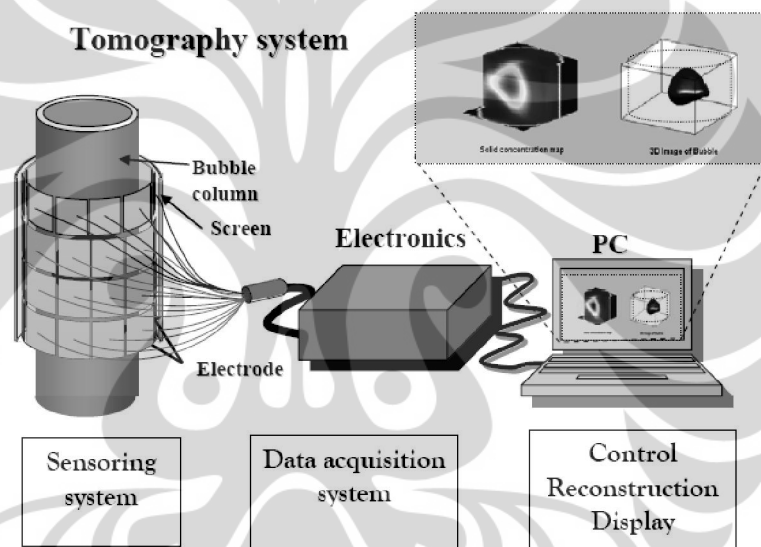 Tomography system
Solid concentration map
3D Image of Bubble
Bubble
column
Screen
Electronics
PC
Electrode
Sensoring
system
Data acquisition
system
Control
Reconstruction
Display